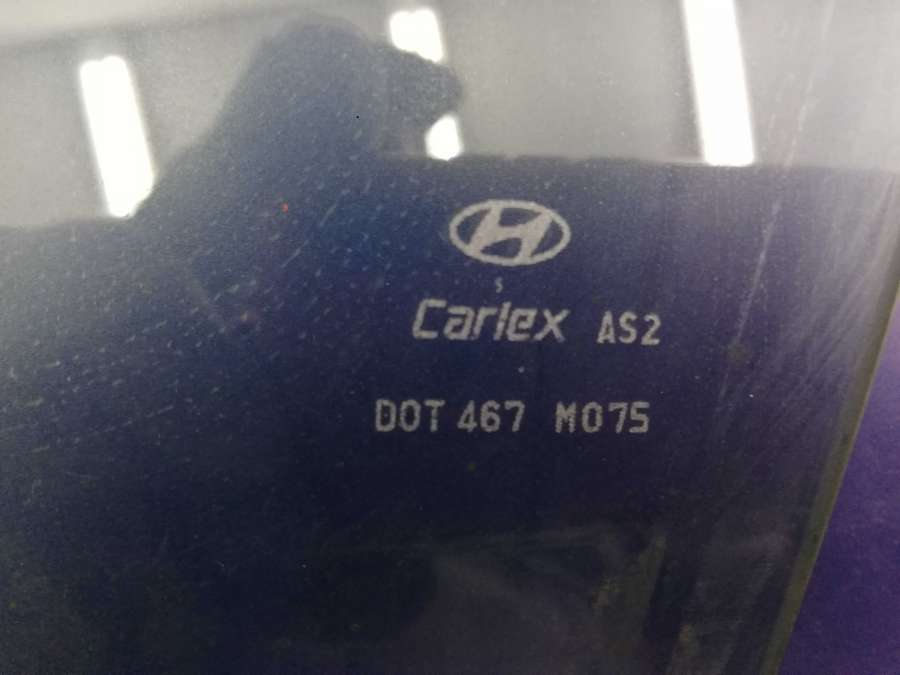 Carlex AS2
DOT 467 M075